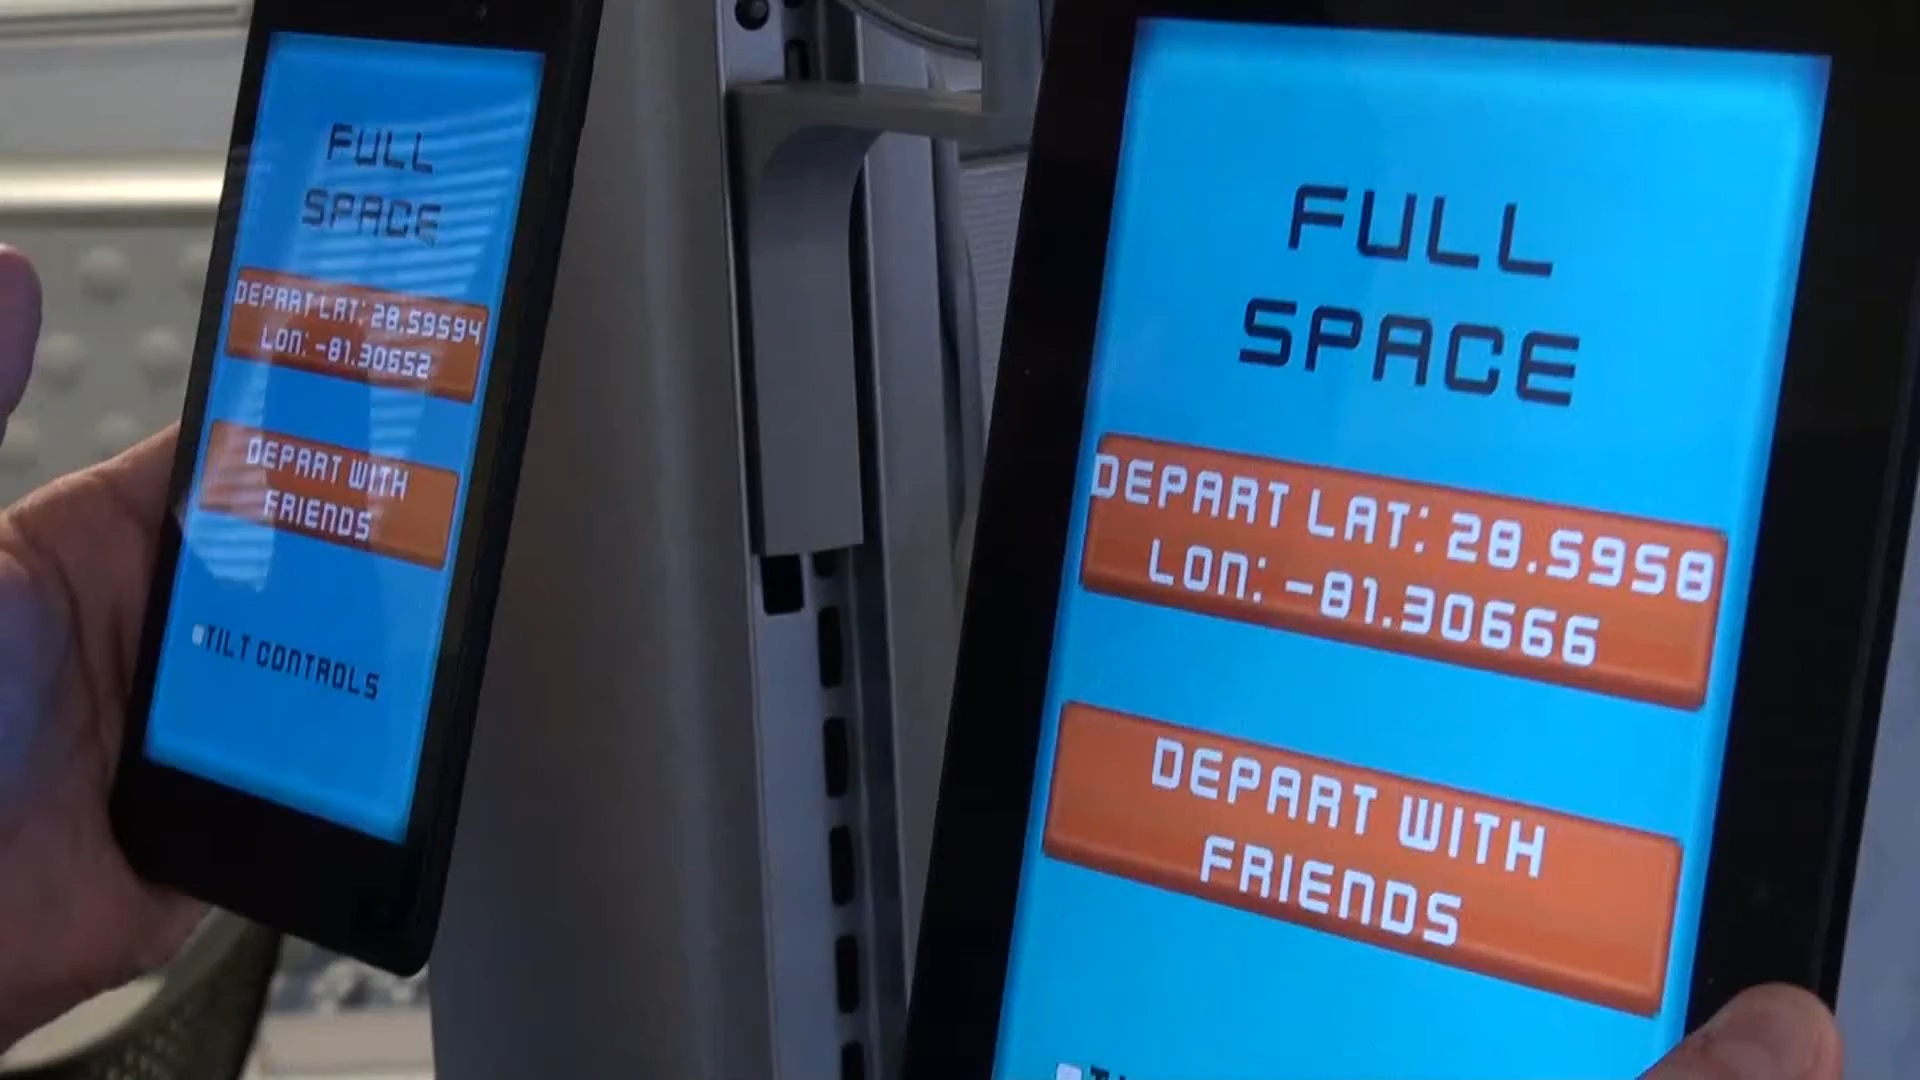 FULL
SPACE
DEPART LAT: 28.59594
LON: -81.30652
DEPART WITH
FRIENDS
TILT CONTROLS
FULL
SPACE
DEPART LAT: 28.5958
LON: -81.30666
DEPART WITH
FRIENDS